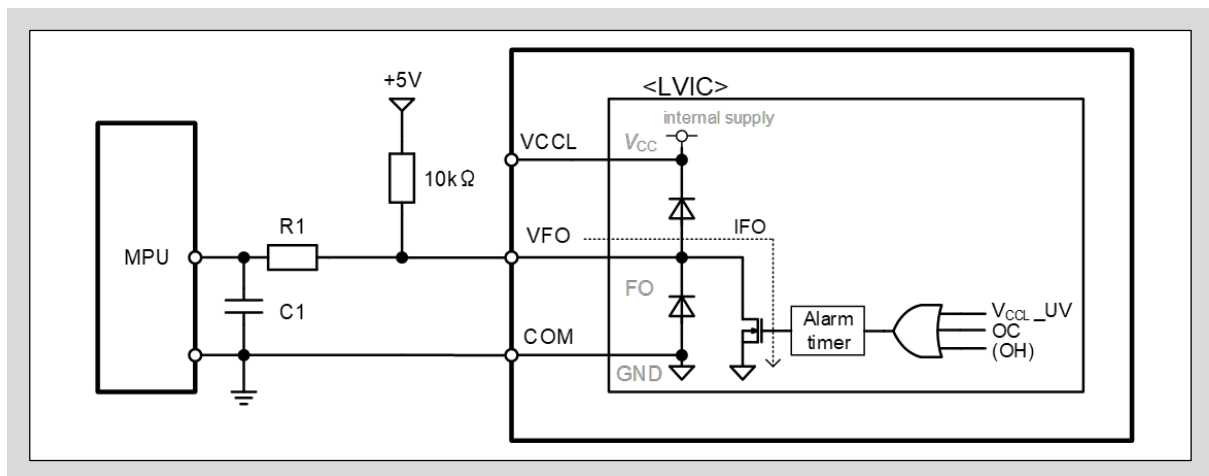 <LVIC>
+5V
internal supply
VCCL
VCC
10kΩ
R1
VFO
IFO
MPU
FO
C1
Alarm
timer
VCCL_UV
OC
(OH)
COM
GND